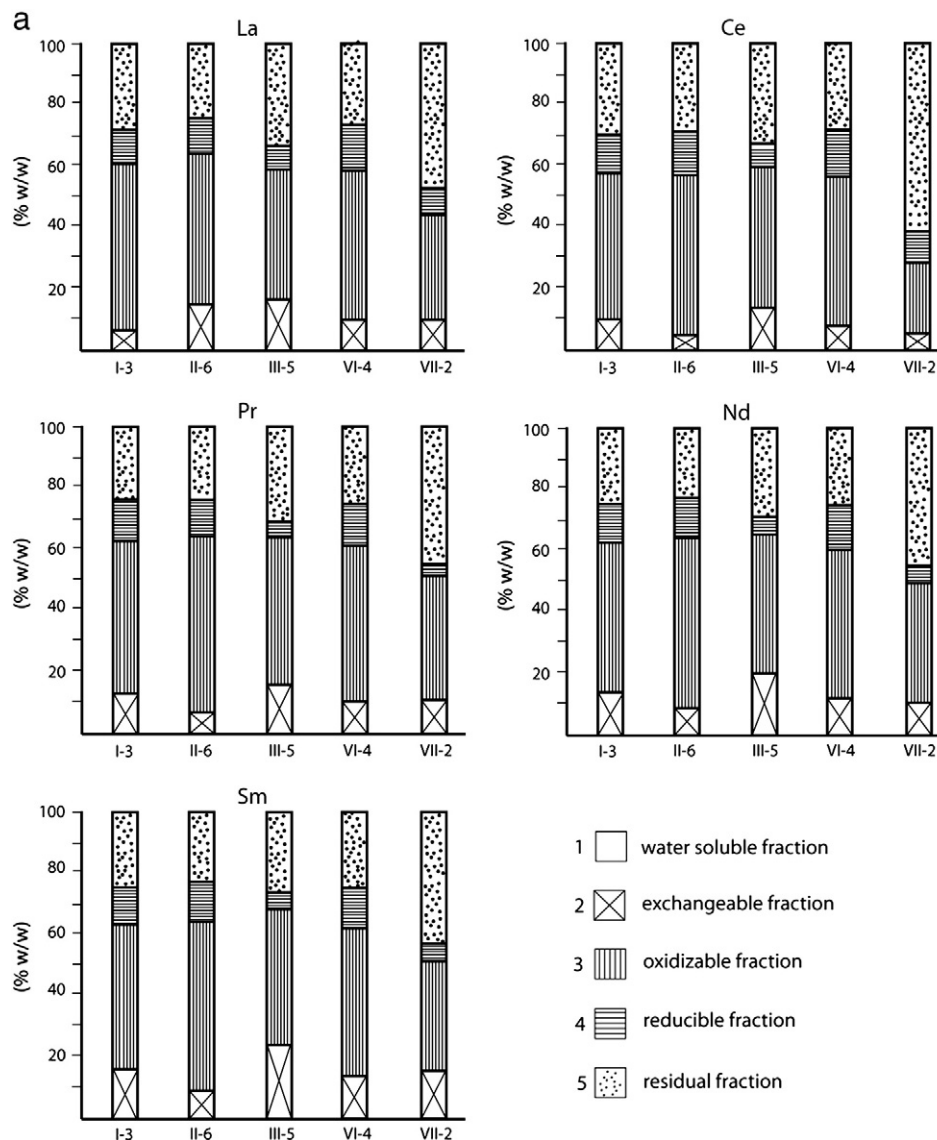 a
La
100
80
60
40
20
(% w/w)
I-3 II-6 III-5 VI-4 VII-2
Ce
100
80
60
40
20
(% w/w)
I-3 II-6 III-5 VI-4 VII-2
Pr
100
80
60
40
20
(% w/w)
I-3 II-6 III-5 VI-4 VII-2
Nd
100
80
60
40
20
(% w/w)
I-3 II-6 III-5 VI-4 VII-2
Sm
100
80
60
40
20
(% w/w)
I-3 II-6 III-5 VI-4 VII-2
1 water soluble fraction
2 exchangeable fraction
3 oxidizable fraction
4 reducible fraction
5 residual fraction